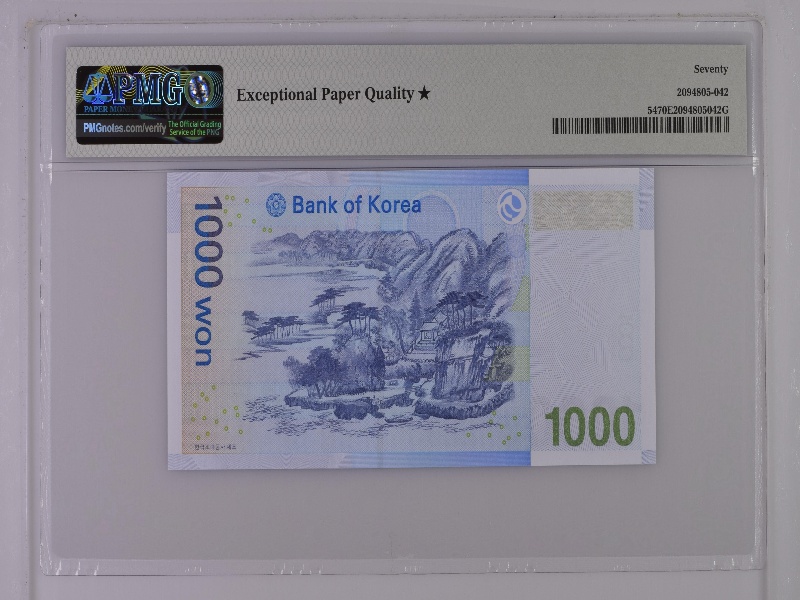 PMG
PAPER MON
PMGnotes.com/verify
The Official Grading
Service of the PNG
Exceptional Paper Quality ★
Seventy
2094805-042
5470E2094805042G
Bank of Korea
1000 won
1000